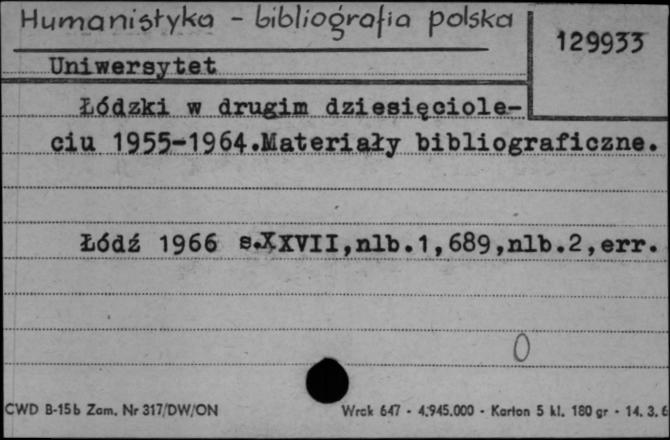 Humanistyka - bibliografia polska
129933
Uniwersytet
Łódzki w drugim dziesięciole-
ciu 1955-1964.Materiały bibliograficzne.
Łódź 1966 s.XXVII,nlb.1,689,nlb.2,err.
0
CWD B-15b Zam. Nr 317/DW/ON
Wrck 647 - 4.945.000 - Karton 5 kl. 180 gr - 14. 3. 6